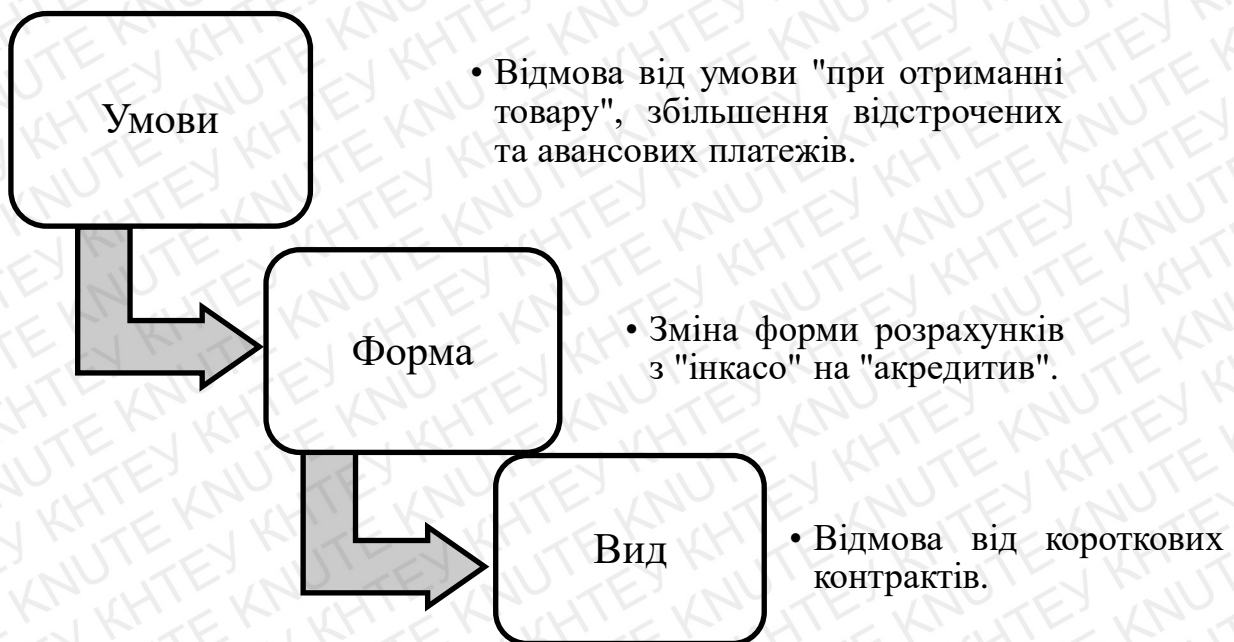 Умови
• Відмова від умови "при отриманні
товару", збільшення відстрочених
та авансових платежів.
Форма
• Зміна форми розрахунків
з "інкасо" на "акредитив".
Вид
• Відмова від короткових
контрактів.